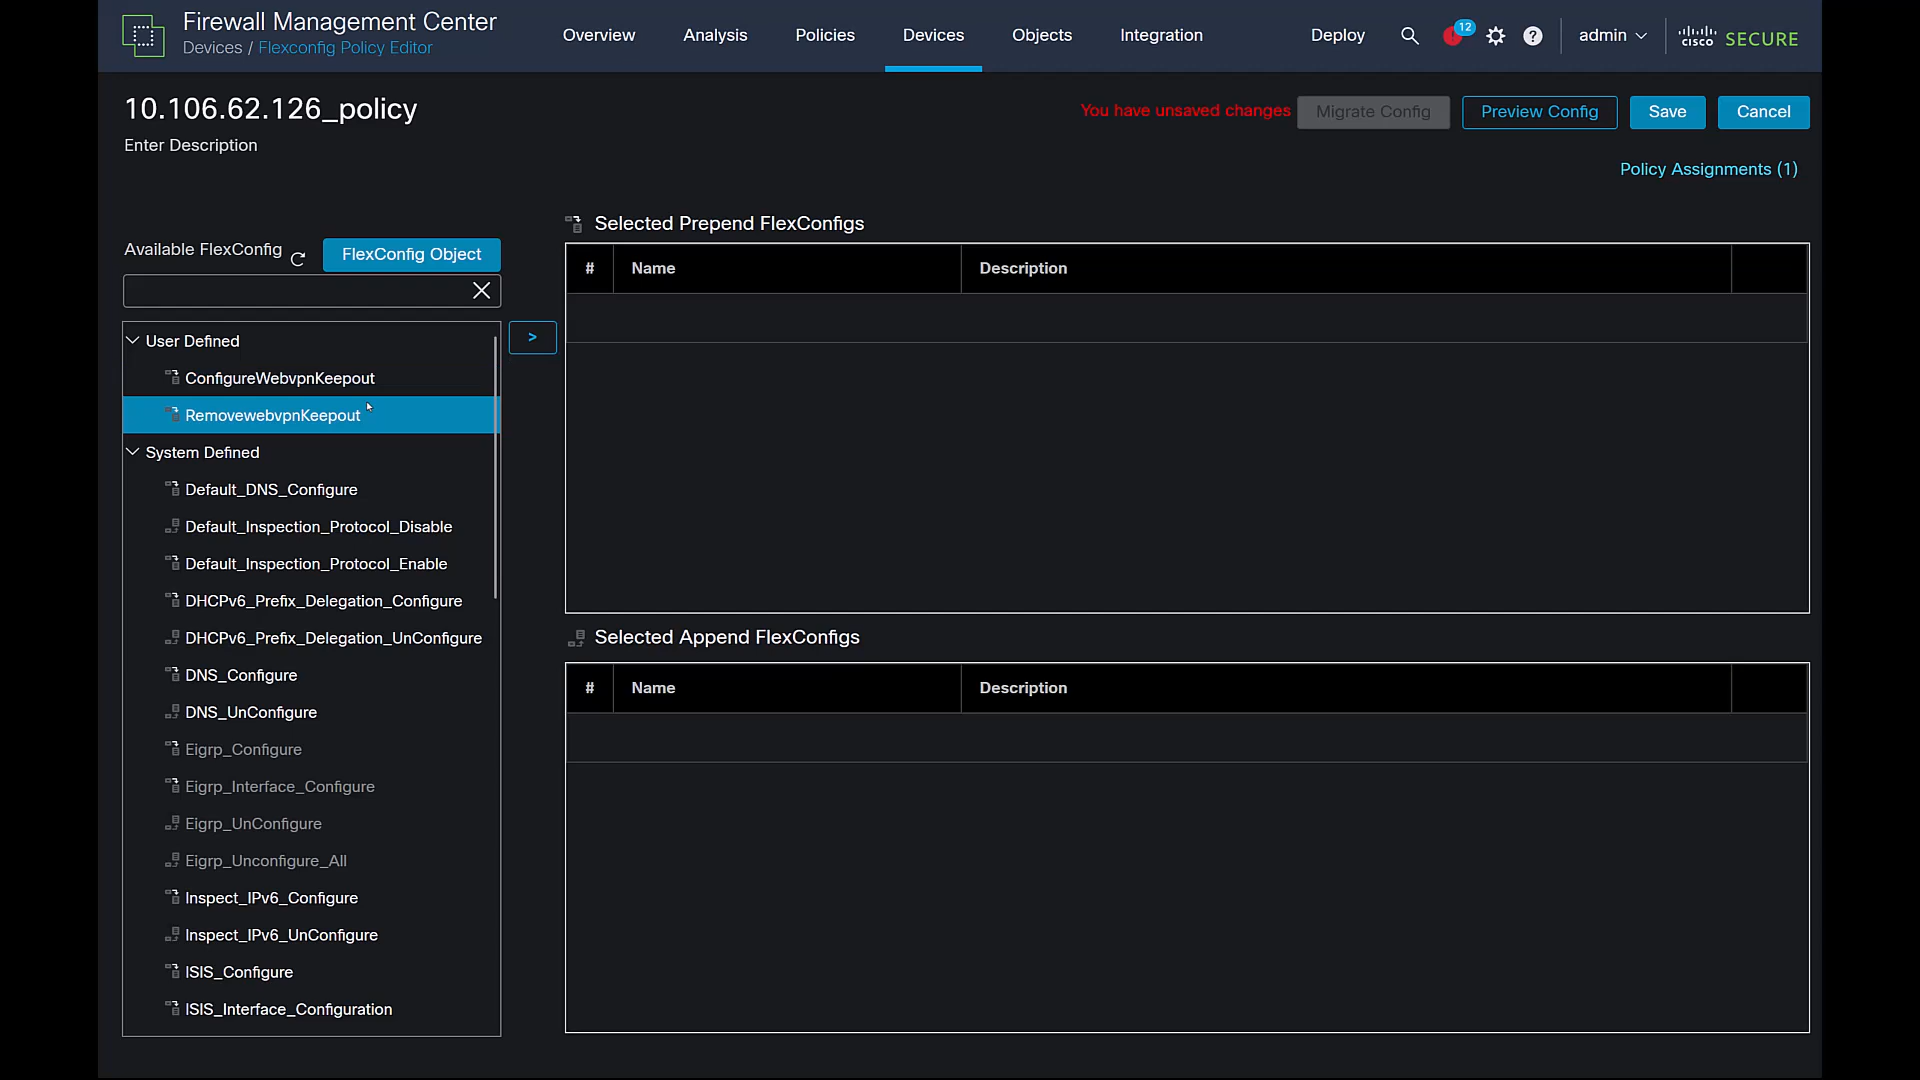 Firewall Management Center
Devices / Flexconfig Policy Editor
Overview
Analysis
Policies
Devices
Objects
Integration
Deploy
12
admin
cisco SECURE
10.106.62.126_policy
Enter Description
You have unsaved changes
Migrate Config
Preview Config
Save
Cancel
Policy Assignments (1)
Available FlexConfig
FlexConfig Object
User Defined
ConfigureWebvpnKeepout
RemovewebvpnKeepout
System Defined
Default_DNS_Configure
Default_Inspection_Protocol_Disable
Default_Inspection_Protocol_Enable
DHCPv6_Prefix_Delegation_Configure
DHCPv6_Prefix_Delegation_UnConfigure
DNS_Configure
DNS_UnConfigure
Eigrp_Configure
Eigrp_Interface_Configure
Eigrp_UnConfigure
Eigrp_Unconfigure_All
Inspect_IPv6_Configure
Inspect_IPv6_UnConfigure
ISIS_Configure
ISIS_Interface_Configuration
>
Selected Prepend FlexConfigs
# Name Description
Selected Append FlexConfigs
# Name Description